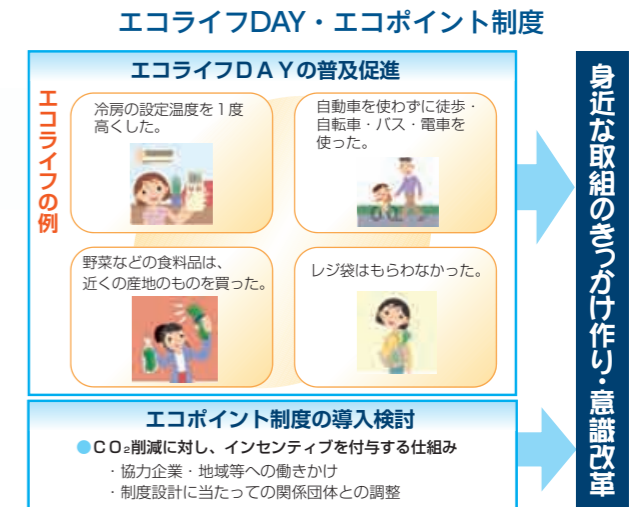 エコライフDAY・エコポイント制度
エコライフＤＡＹの普及促進
エコライフの例
冷房の設定温度を１度
高くした。
自動車を使わずに徒歩・
自転車・バス・電車を
使った。
野菜などの食料品は、
近くの産地のものを買った。
レジ袋はもらわなかった。
エコポイント制度の導入検討
●ＣＯ₂削減に対し、インセンティブを付与する仕組み
・協力企業・地域等への働きかけ
・制度設計に当たっての関係団体との調整
身近な取組のきっかけ作り・意識改革